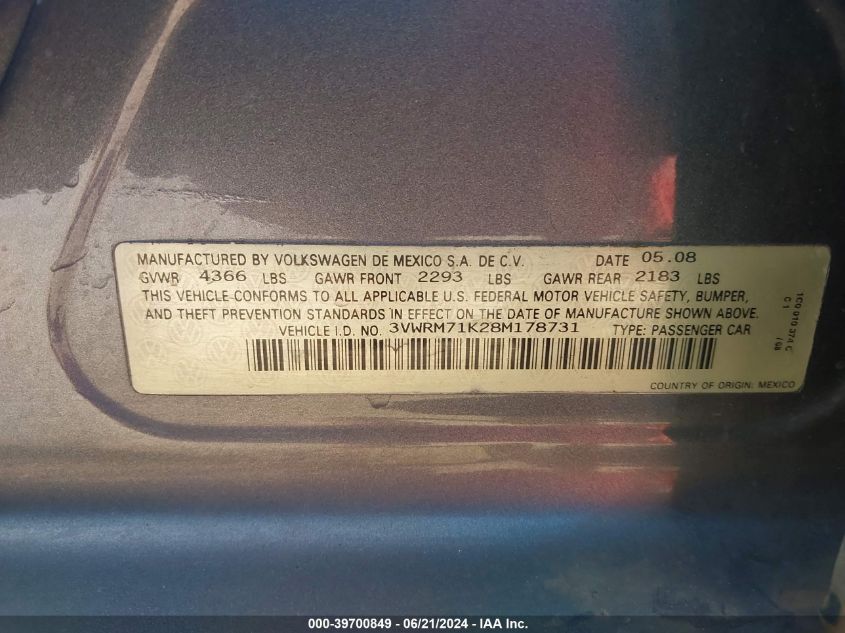 MANUFACTURED BY VOLKSWAGEN DE MEXICO S.A. DE C.V. DATE 05.08
GVWR 4366 LBS GAWR FRONT 2293 LBS GAWR REAR 2183 LBS
THIS VEHICLE CONFORMS TO ALL APPLICABLE U.S. FEDERAL MOTOR VEHICLE SAFETY, BUMPER,
AND THEFT PREVENTION STANDARDS IN EFFECT ON THE DATE OF MANUFACTURE SHOWN ABOVE.
VEHICLE I.D. NO. 3VWRM71K28M178731 TYPE: PASSENGER CAR
COUNTRY OF ORIGIN: MEXICO
1C0 010 374 C
000-39700849 - 06/21/2024 - IAA Inc.